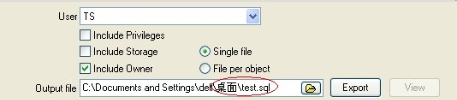 User TS
Include Privileges
Include Storage Single file
Include Owner File per object
Output file C:\Documents and Settings\dell\桌面\test.sql Export View